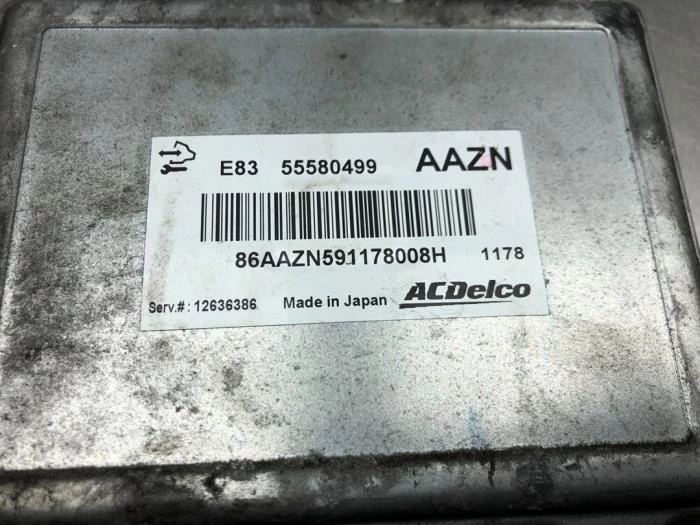 E83 55580499 AAZN
86AAZN591178008H 1178
Serv.#: 12636386 Made in Japan ACDelco